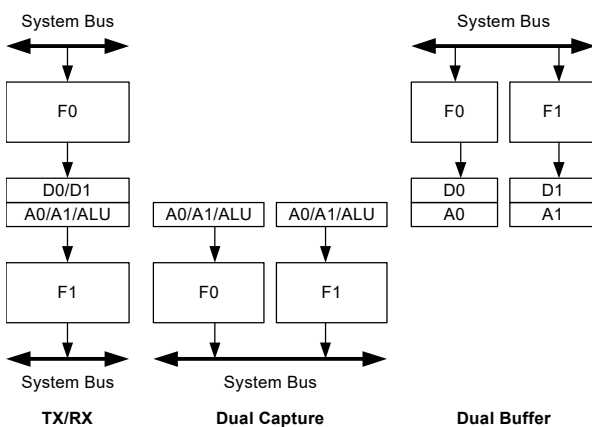 System Bus
F0
D0/D1
A0/A1/ALU
F1
System Bus
TX/RX
A0/A1/ALU
A0/A1/ALU
F0
F1
System Bus
Dual Capture
System Bus
F0
F1
D0
D1
A0
A1
Dual Buffer